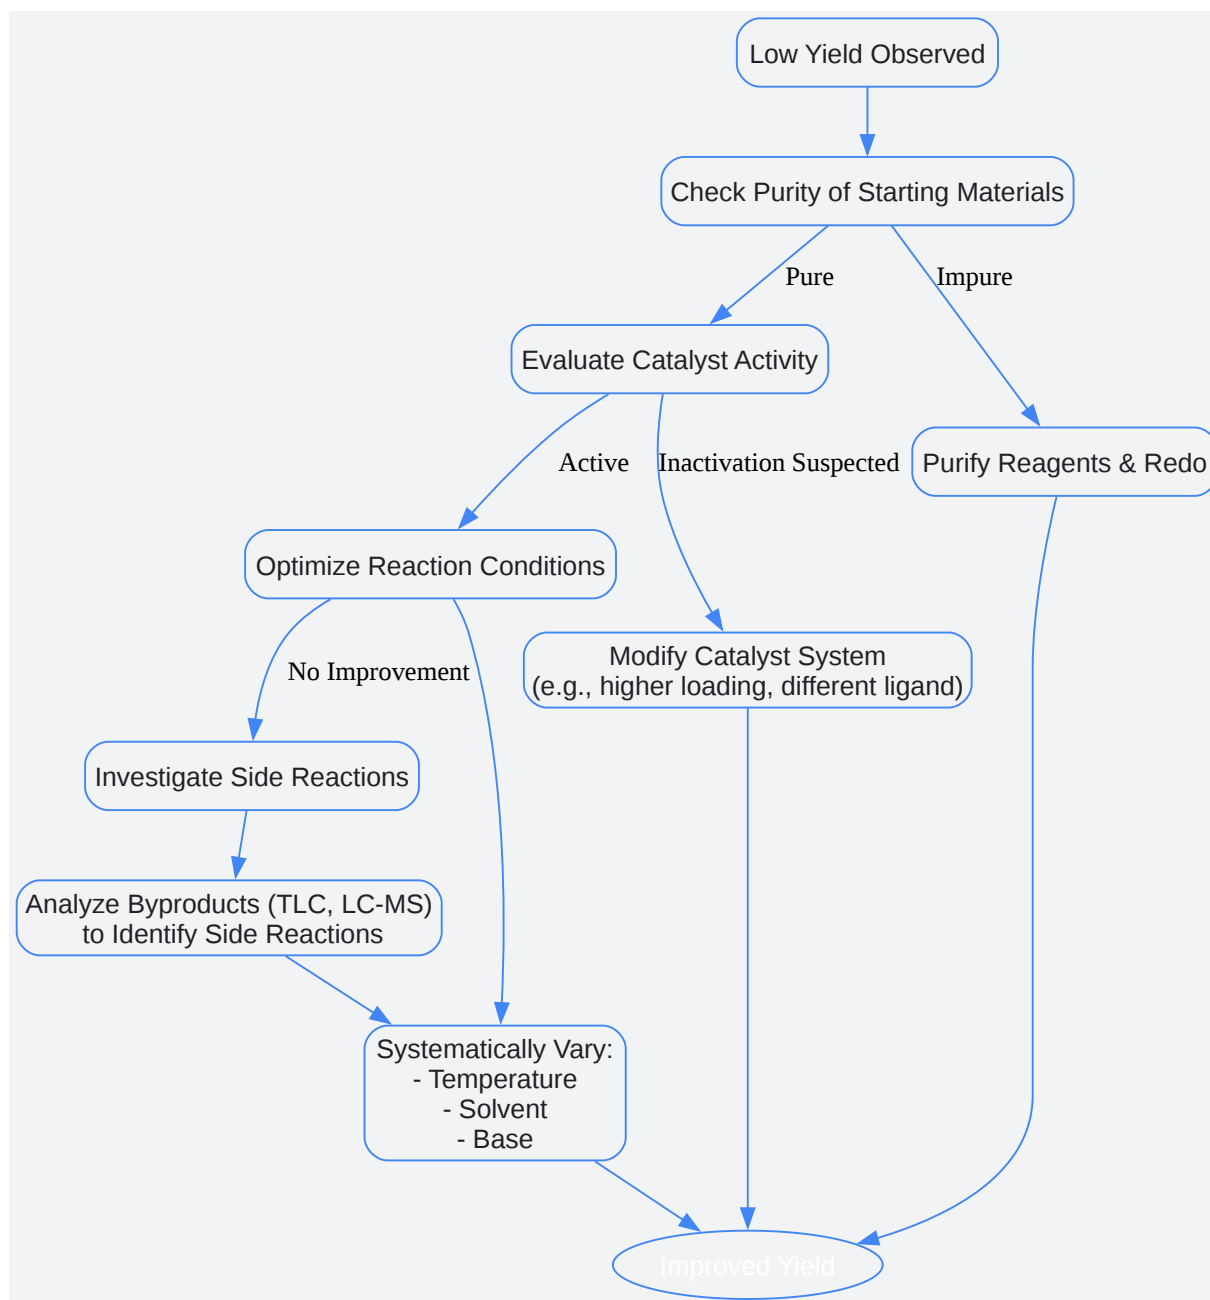 Low Yield Observed
Check Purity of Starting Materials
Pure
Impure
Evaluate Catalyst Activity
Active
Inactivation Suspected
Purify Reagents & Redo
Optimize Reaction Conditions
No Improvement
Modify Catalyst System
(e.g., higher loading, different ligand)
Investigate Side Reactions
Analyze Byproducts (TLC, LC-MS)
to Identify Side Reactions
Systematically Vary:
- Temperature
- Solvent
- Base
Improved Yield